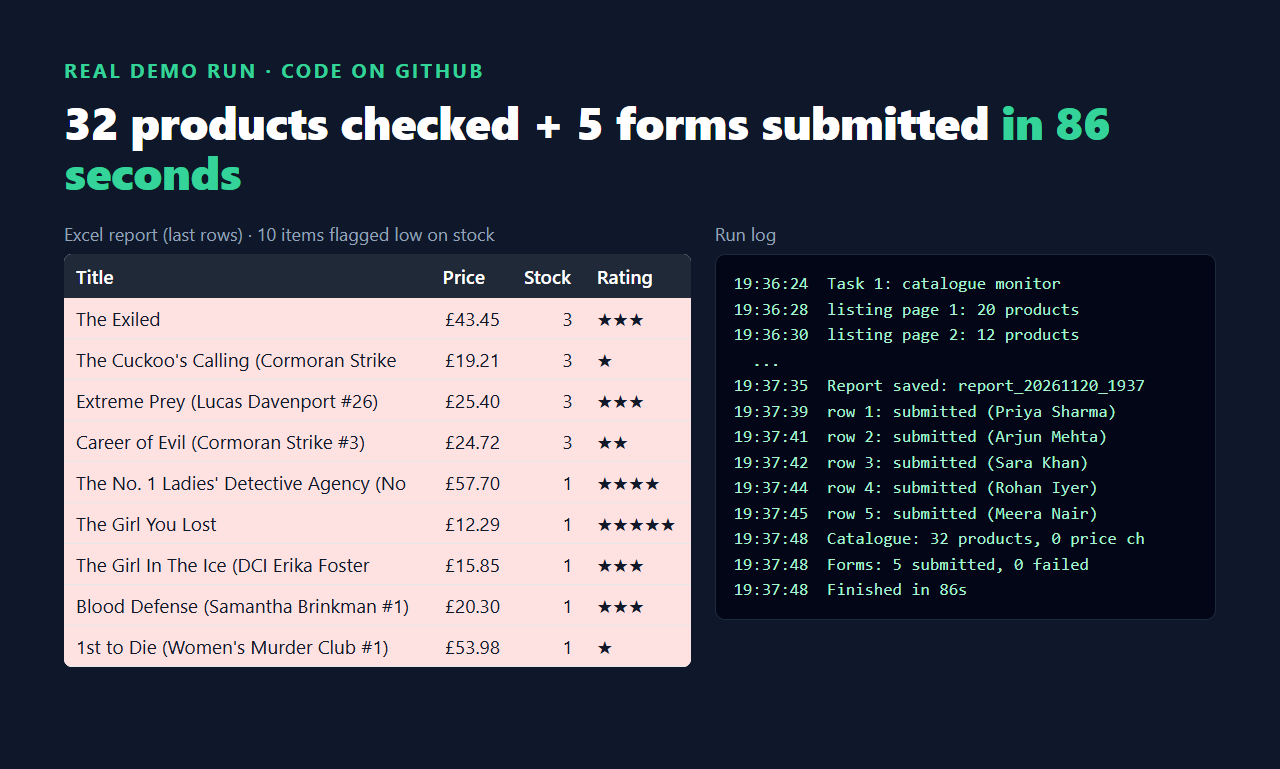 REAL DEMO RUN · CODE ON GITHUB
32 products checked + 5 forms submitted in 86
seconds
Excel report (last rows) · 10 items flagged low on stock
Title Price Stock Rating
The Exiled £43.45 3 ★★★
The Cuckoo's Calling (Cormoran Strike £19.21 3 ★
Extreme Prey (Lucas Davenport #26) £25.40 3 ★★★
Career of Evil (Cormoran Strike #3) £24.72 3 ★★
The No. 1 Ladies' Detective Agency (No £57.70 1 ★★★★
The Girl You Lost £12.29 1 ★★★★★
The Girl In The Ice (DCI Erika Foster £15.85 1 ★★★
Blood Defense (Samantha Brinkman #1) £20.30 1 ★★★
1st to Die (Women's Murder Club #1) £53.98 1 ★
Run log
19:36:24 Task 1: catalogue monitor
19:36:28 listing page 1: 20 products
19:36:30 listing page 2: 12 products
...
19:37:35 Report saved: report_20261120_1937
19:37:39 row 1: submitted (Priya Sharma)
19:37:41 row 2: submitted (Arjun Mehta)
19:37:42 row 3: submitted (Sara Khan)
19:37:44 row 4: submitted (Rohan Iyer)
19:37:45 row 5: submitted (Meera Nair)
19:37:48 Catalogue: 32 products, 0 price ch
19:37:48 Forms: 5 submitted, 0 failed
19:37:48 Finished in 86s